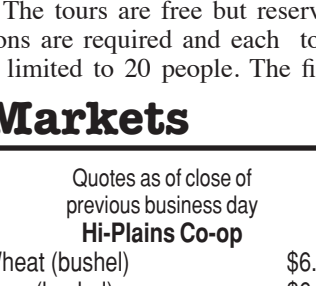 The tours are free but reserv
ons are required and each to
limited to 20 people. The fi
Markets
Quotes as of close of
previous business day
Hi-Plains Co-op
Wheat (bushel) $6.